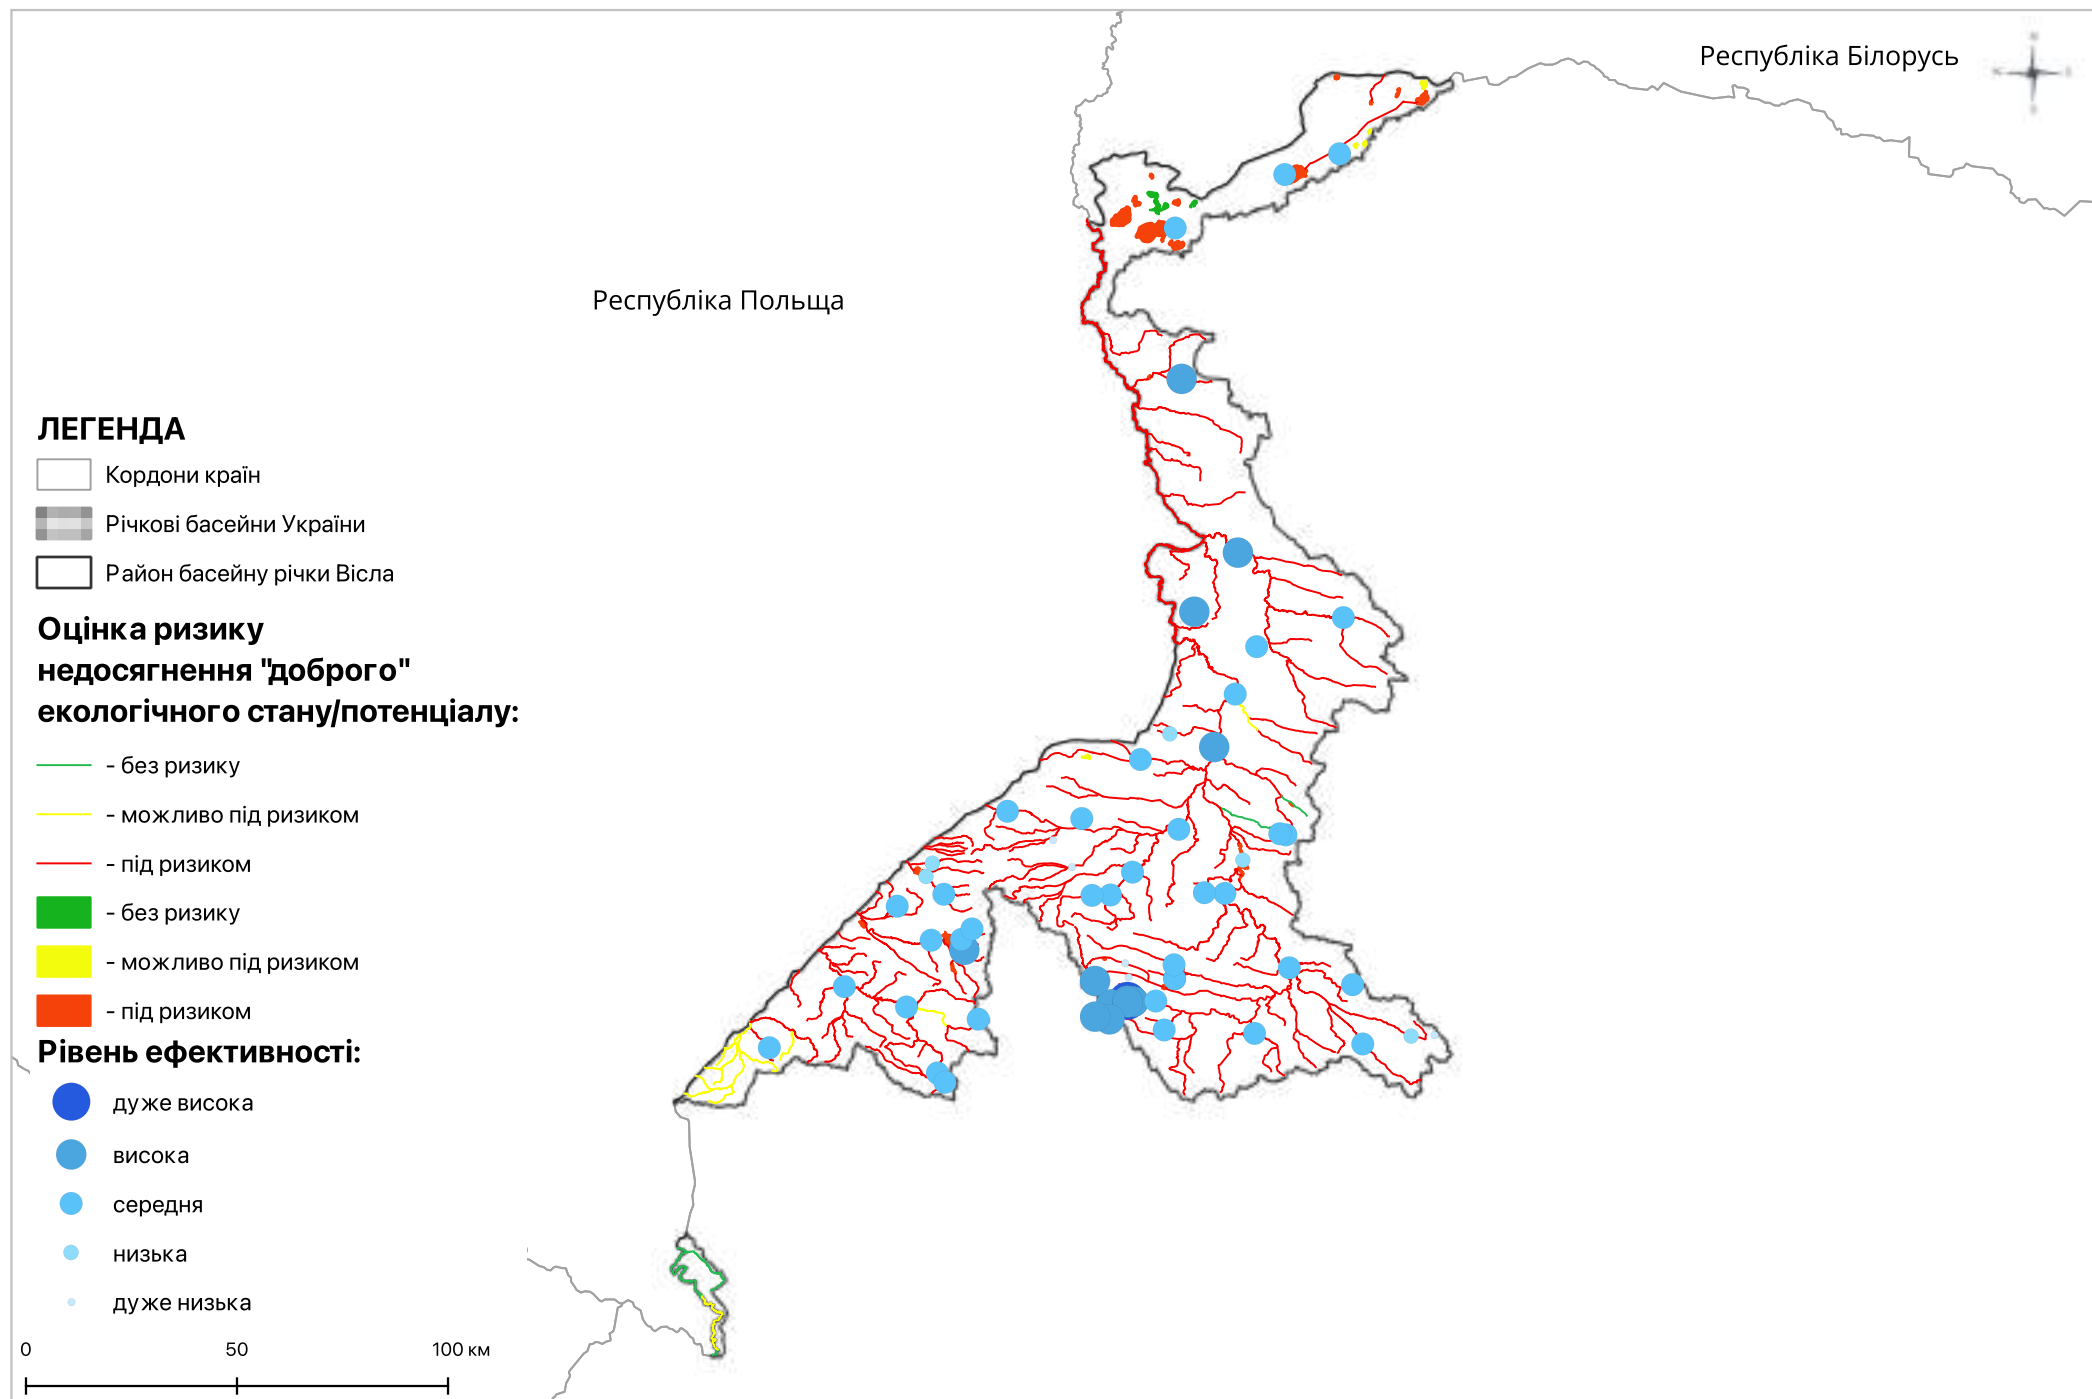 Республіка Білорусь
Республіка Польща
ЛЕГЕНДА
Кордони країн
Річкові басейни України
Район басейну річки Вісла
Оцінка ризику
недосягнення "доброго"
екологічного стану/потенціалу:
- без ризику
- можливо під ризиком
- під ризиком
- без ризику
- можливо під ризиком
- під ризиком
Рівень ефективності:
дуже висока
висока
середня
низька
дуже низька
0 50 100 км